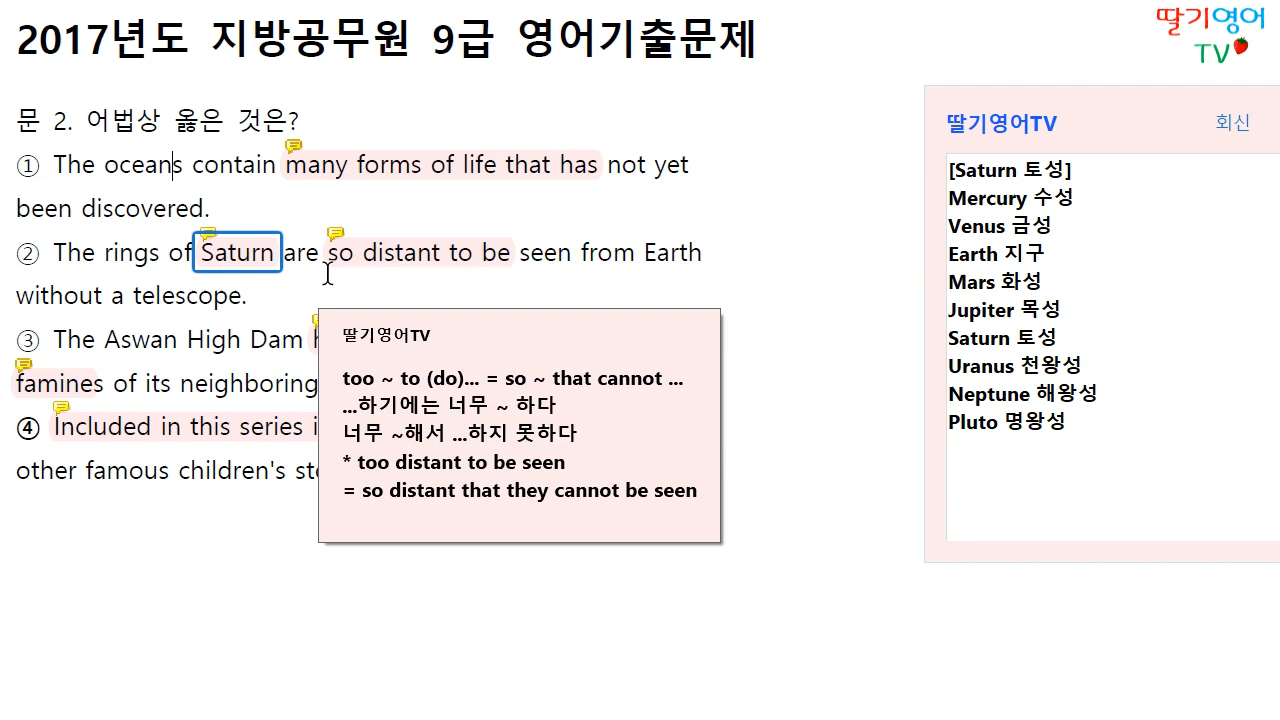 2017년도 지방공무원 9급 영어기출문제
딸기영어
TV
문 2. 어법상 옳은 것은?
① The oceans contain many forms of life that has not yet
been discovered.
② The rings of Saturn are so distant to be seen from Earth
without a telescope.
③ The Aswan High Dam
famines of its neighboring
④ Included in this series i
other famous children's sto
딸기영어TV
too ~ to (do)... = so ~ that cannot ...
...하기에는 너무 ~ 하다
너무 ~해서 ...하지 못하다
* too distant to be seen
= so distant that they cannot be seen
딸기영어TV 회신
[Saturn 토성]
Mercury 수성
Venus 금성
Earth 지구
Mars 화성
Jupiter 목성
Saturn 토성
Uranus 천왕성
Neptune 해왕성
Pluto 명왕성